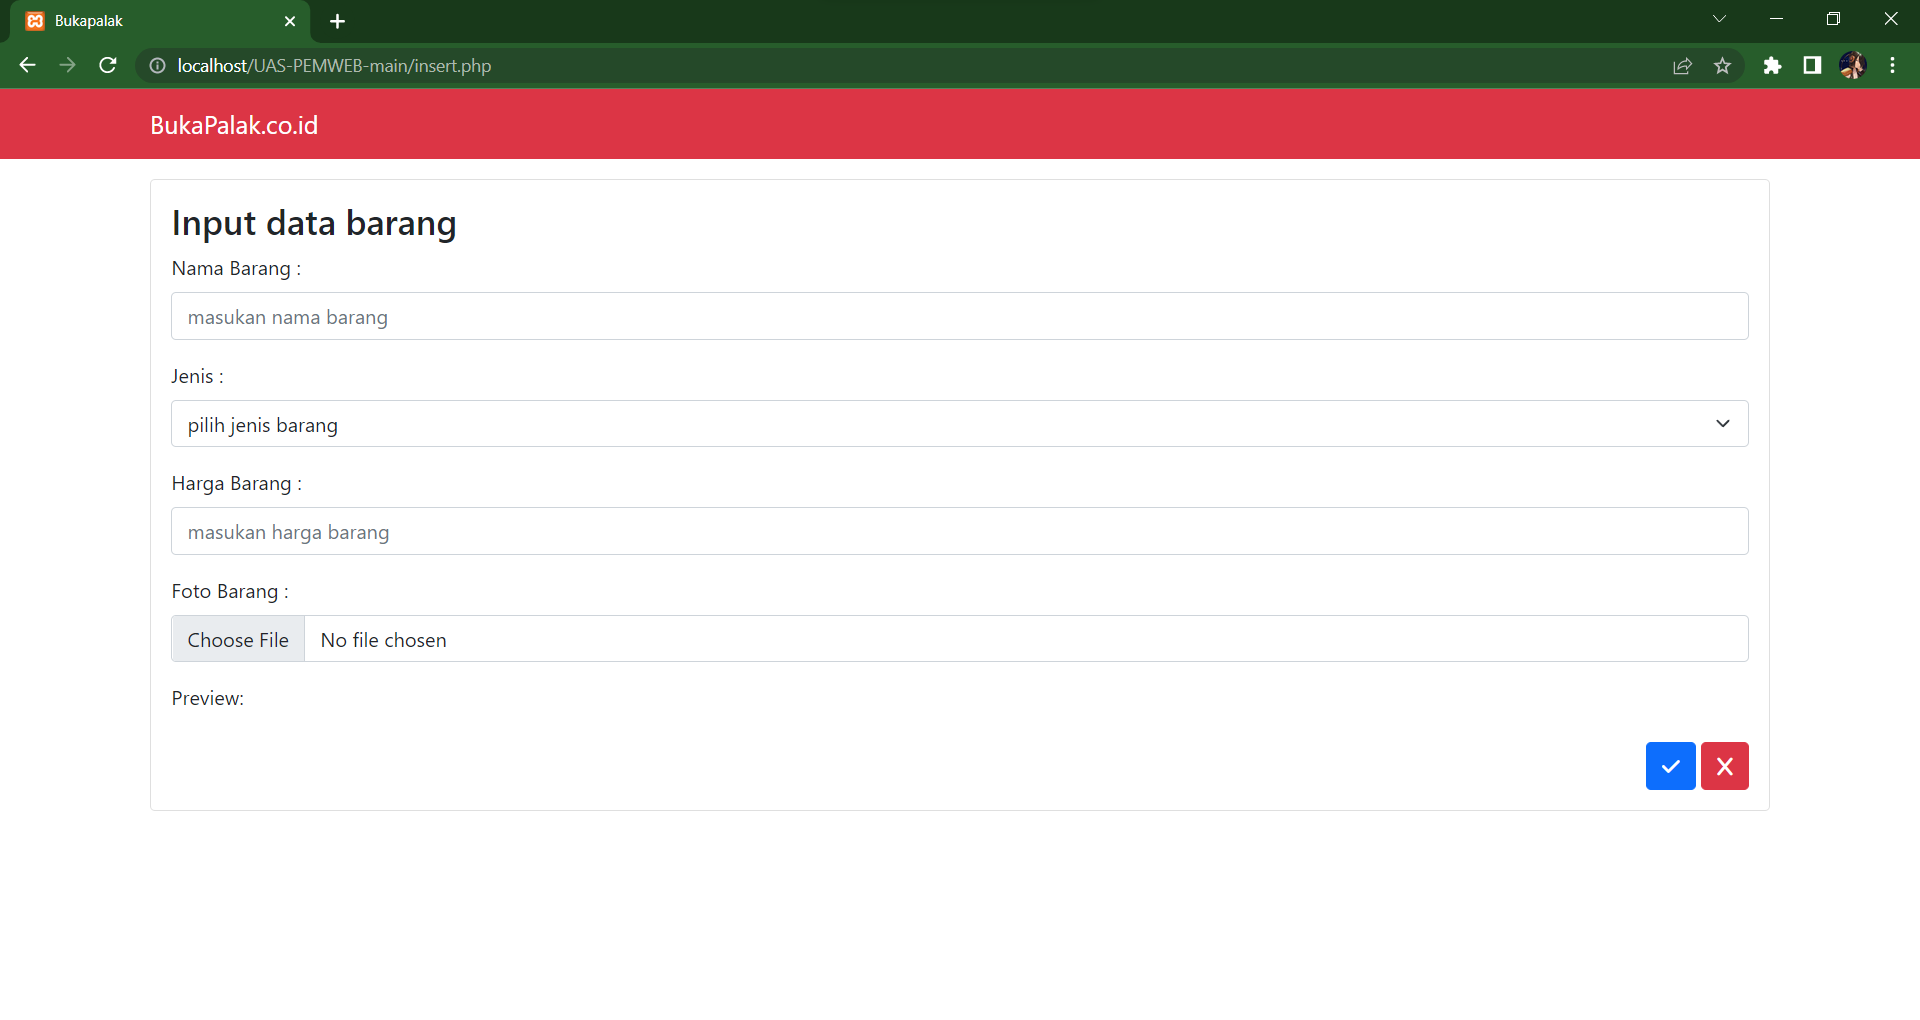 Bukapalak
localhost/UAS-PEMWEB-main/insert.php
BukaPalak.co.id
Input data barang
Nama Barang :
masukan nama barang
Jenis :
pilih jenis barang
Harga Barang :
masukan harga barang
Foto Barang :
Choose File No file chosen
Preview: